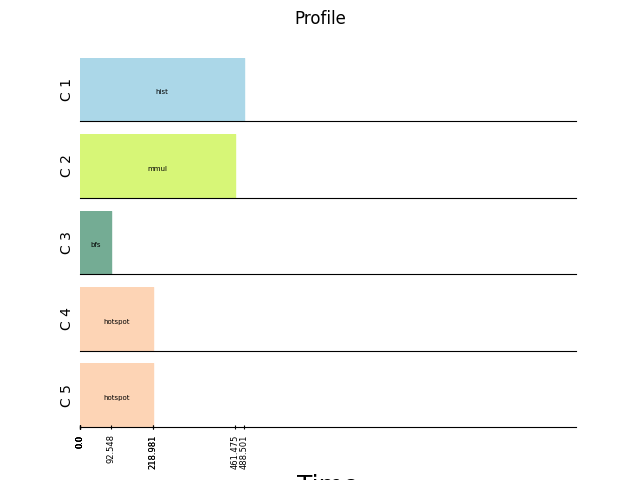 Profile
C 1
hist
C 2
mmul
C 3
bfs
C 4
hotspot
C 5
hotspot
0.0
92.548
218.981
461.475
488.501
Time